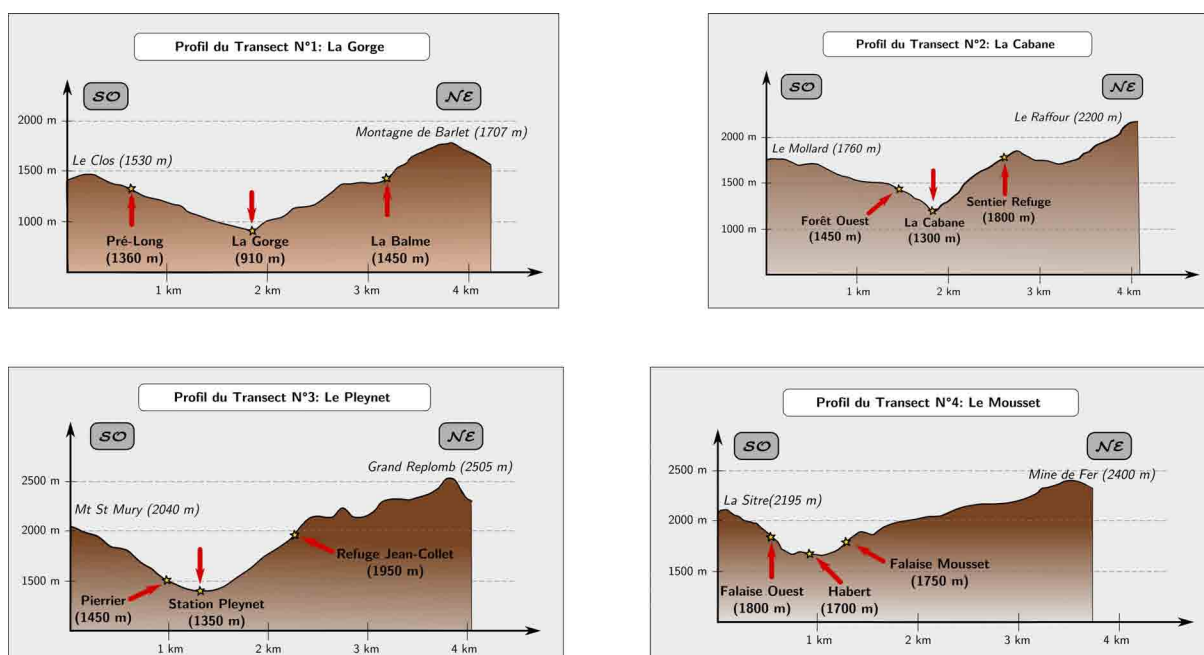 Profil du Transect N°1: La Gorge
SO
NE
2000 m
1500 m
1000 m
Montagne de Barlet (1707 m)
Le Clos (1530 m)
Pré-Long
(1360 m)
La Gorge
(910 m)
La Balme
(1450 m)
1 km
2 km
3 km
4 km
Profil du Transect N°2: La Cabane
SO
NE
2000 m
1500 m
1000 m
Le Raffour (2200 m)
Le Mollard (1760 m)
Forêt Ouest
(1450 m)
La Cabane
(1300 m)
Sentier Refuge
(1800 m)
1 km
2 km
3 km
4 km
Profil du Transect N°3: Le Pleynet
SO
NE
2500 m
2000 m
1500 m
Grand Replomb (2505 m)
Mt St Mury (2040 m)
Refuge Jean-Collet
(1950 m)
Pierrier
(1450 m)
Station Pleynet
(1350 m)
1 km
2 km
3 km
4 km
Profil du Transect N°4: Le Mousset
SO
NE
2500 m
2000 m
1500 m
Mine de Fer (2400 m)
La Sitre(2195 m)
Falaise Ouest
(1800 m)
Habert
(1700 m)
Falaise Mousset
(1750 m)
1 km
2 km
3 km
4 km